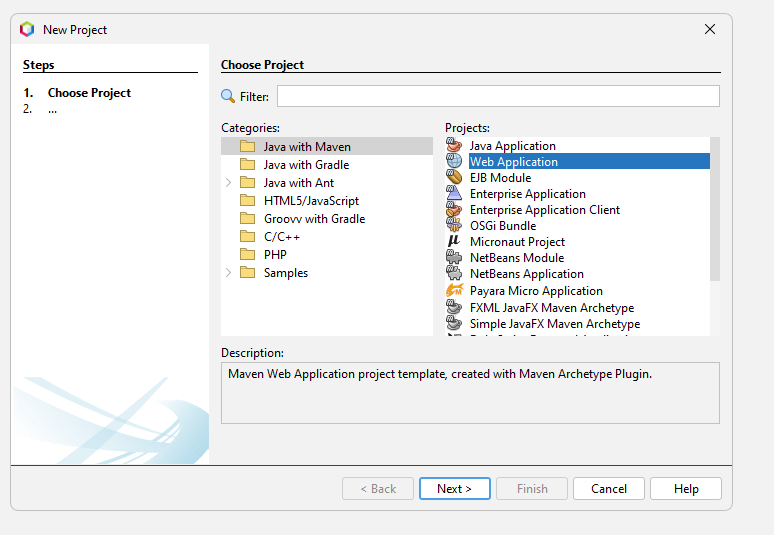 New Project
Steps
1. Choose Project
2. ...
Choose Project
Filter:
Categories:
Java with Maven
Java with Gradle
Java with Ant
HTML5/JavaScript
Groovy with Gradle
C/C++
PHP
Samples
Projects:
Java Application
Web Application
EJB Module
Enterprise Application
Enterprise Application Client
OSGi Bundle
Micronaut Project
NetBeans Module
NetBeans Application
Payara Micro Application
FXML JavaFX Maven Archetype
Simple JavaFX Maven Archetype
Description:
Maven Web Application project template, created with Maven Archetype Plugin.
< Back
Next >
Finish
Cancel
Help